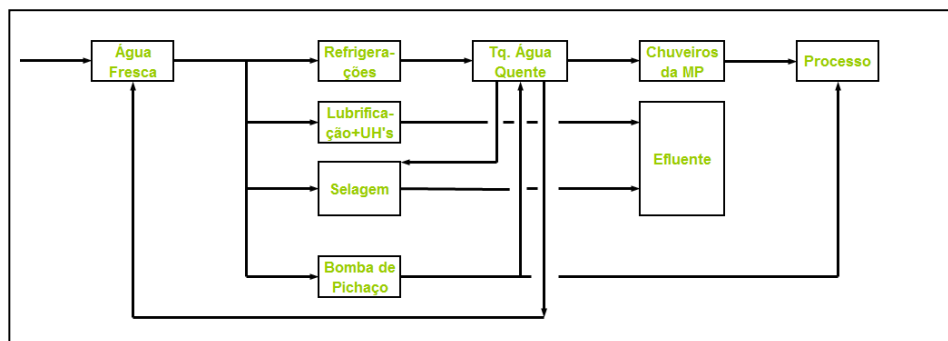 Água
Fresca
Refrigera-
ções
Tq. Água
Quente
Chuveiros
da MP
Processo
Lubrifica-
ção+UH's
Efluente
Selagem
Bomba de
Pichaço